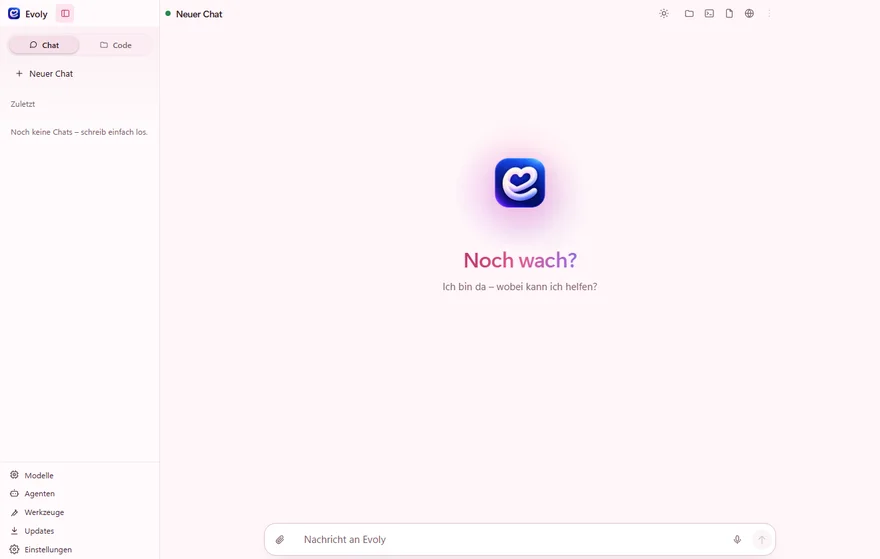 Evoly
Neuer Chat
Chat
Code
Neuer Chat
Zuletzt
Noch keine Chats – schreib einfach los.
Noch wach?
Ich bin da – wobei kann ich helfen?
Modelle
Agenten
Werkzeuge
Updates
Einstellungen
Nachricht an Evoly